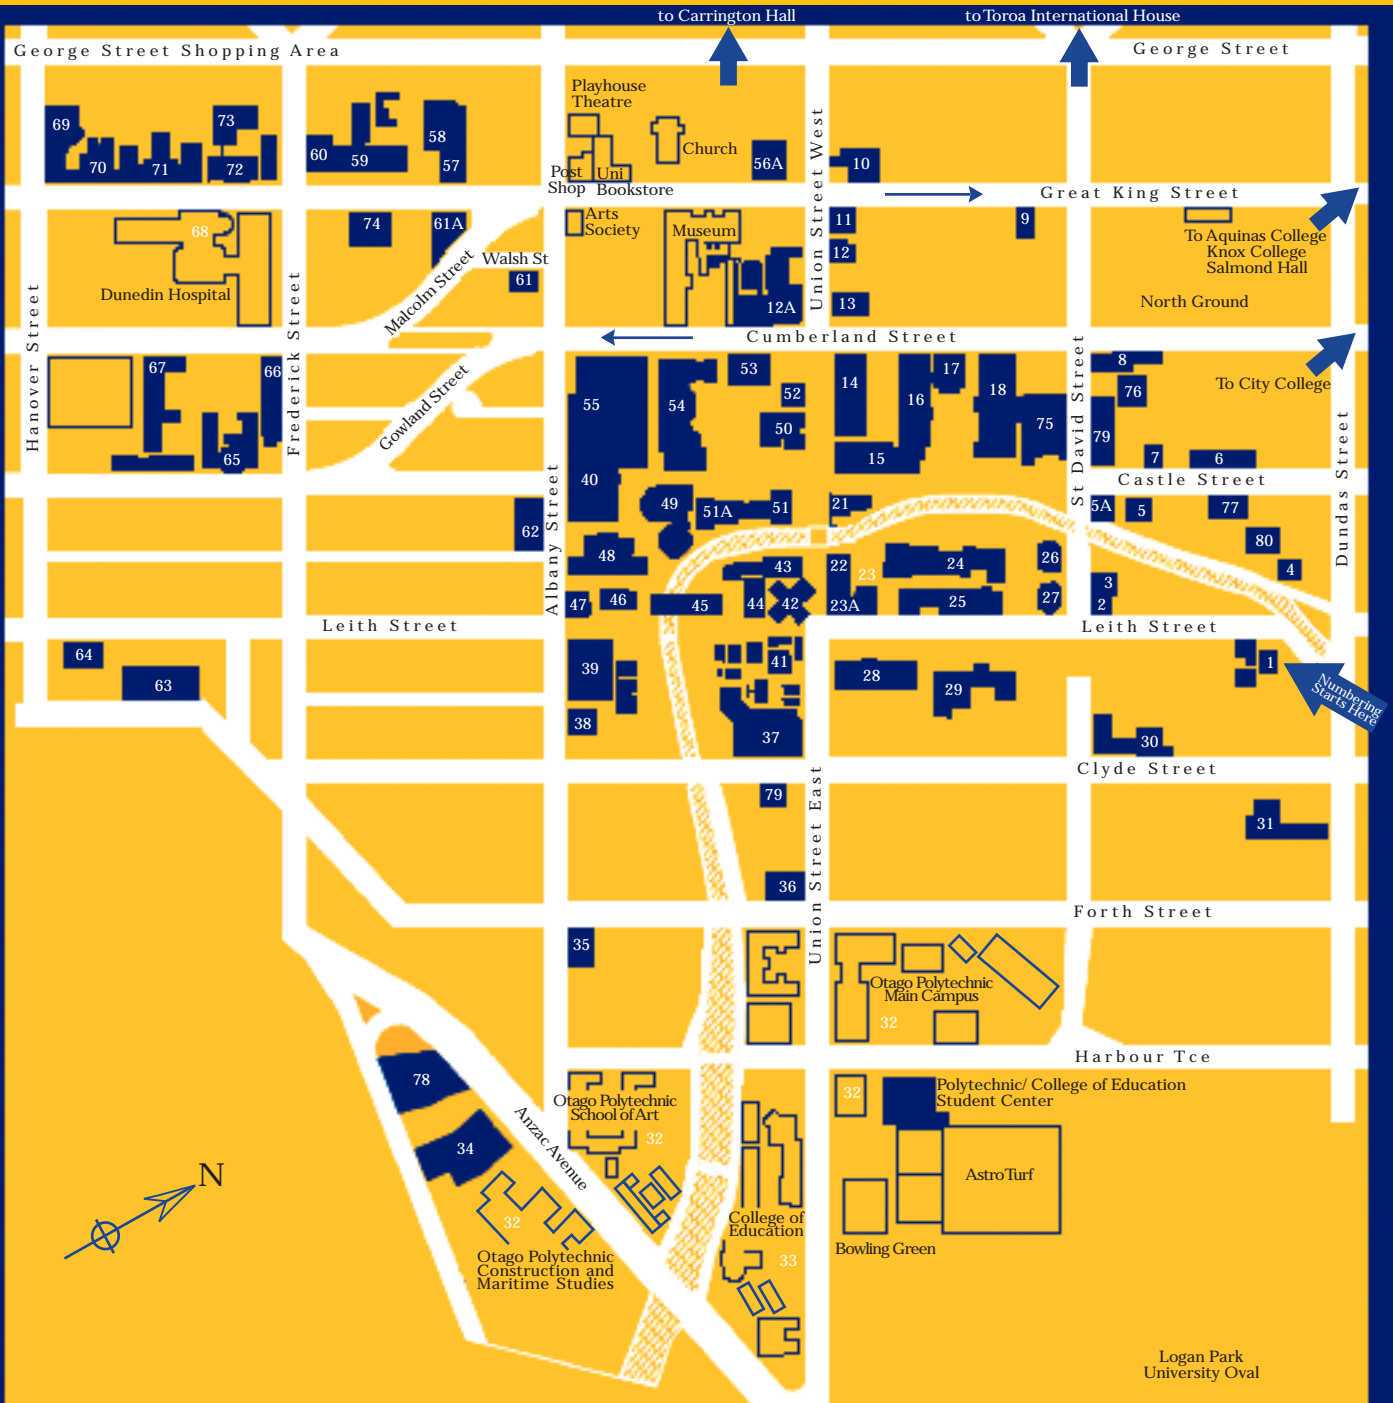 to Carrington Hall
to Toroa International House
George Street Shopping Area
George Street
Playhouse
Theatre
69
73
70
71
72
60
59
58
57
Church
56A
Post
Shop
Uni
Bookstore
10
Union Street West
Great King Street
68
Dunedin Hospital
74
61A
Malcolm Street
Walsh St
61
Arts
Society
Museum
12A
11
12
13
9
To Aquinas College
Knox College
Salmond Hall
North Ground
Hanover Street
Frederick Street
Cumberland Street
67
66
65
Gowland Street
55
54
53
52
50
14
16
17
18
15
75
St David Street
8
76
79
7
6
To City College
Castle Street
Dundas Street
Albany Street
40
49
51A
51
21
5A
5
77
80
4
62
48
43
22
23
24
26
47
46
45
44
42
23A
25
27
3
2
Leith Street
Leith Street
64
63
39
38
41
37
28
29
30
1
Numbering
Starts Here
Clyde Street
79
Union Street East
31
36
Forth Street
35
Otago Polytechnic
Main Campus
32
Harbour Tce
78
34
Anzac Avenue
Otago Polytechnic
School of Art
32
32
Polytechnic/ College of Education
Student Center
Astro Turf
Bowling Green
N
32
Otago Polytechnic
Construction and
Maritime Studies
College of
Education
33
Logan Park
University Oval